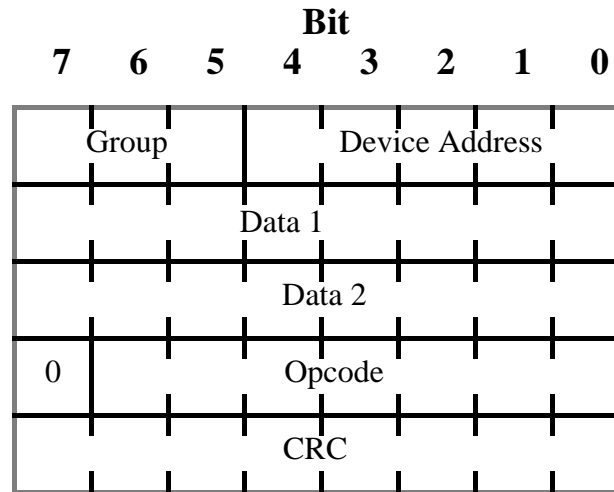 Bit
7 6 5 4 3 2 1 0
Group Device Address
Data 1
Data 2
0 Opcode
CRC